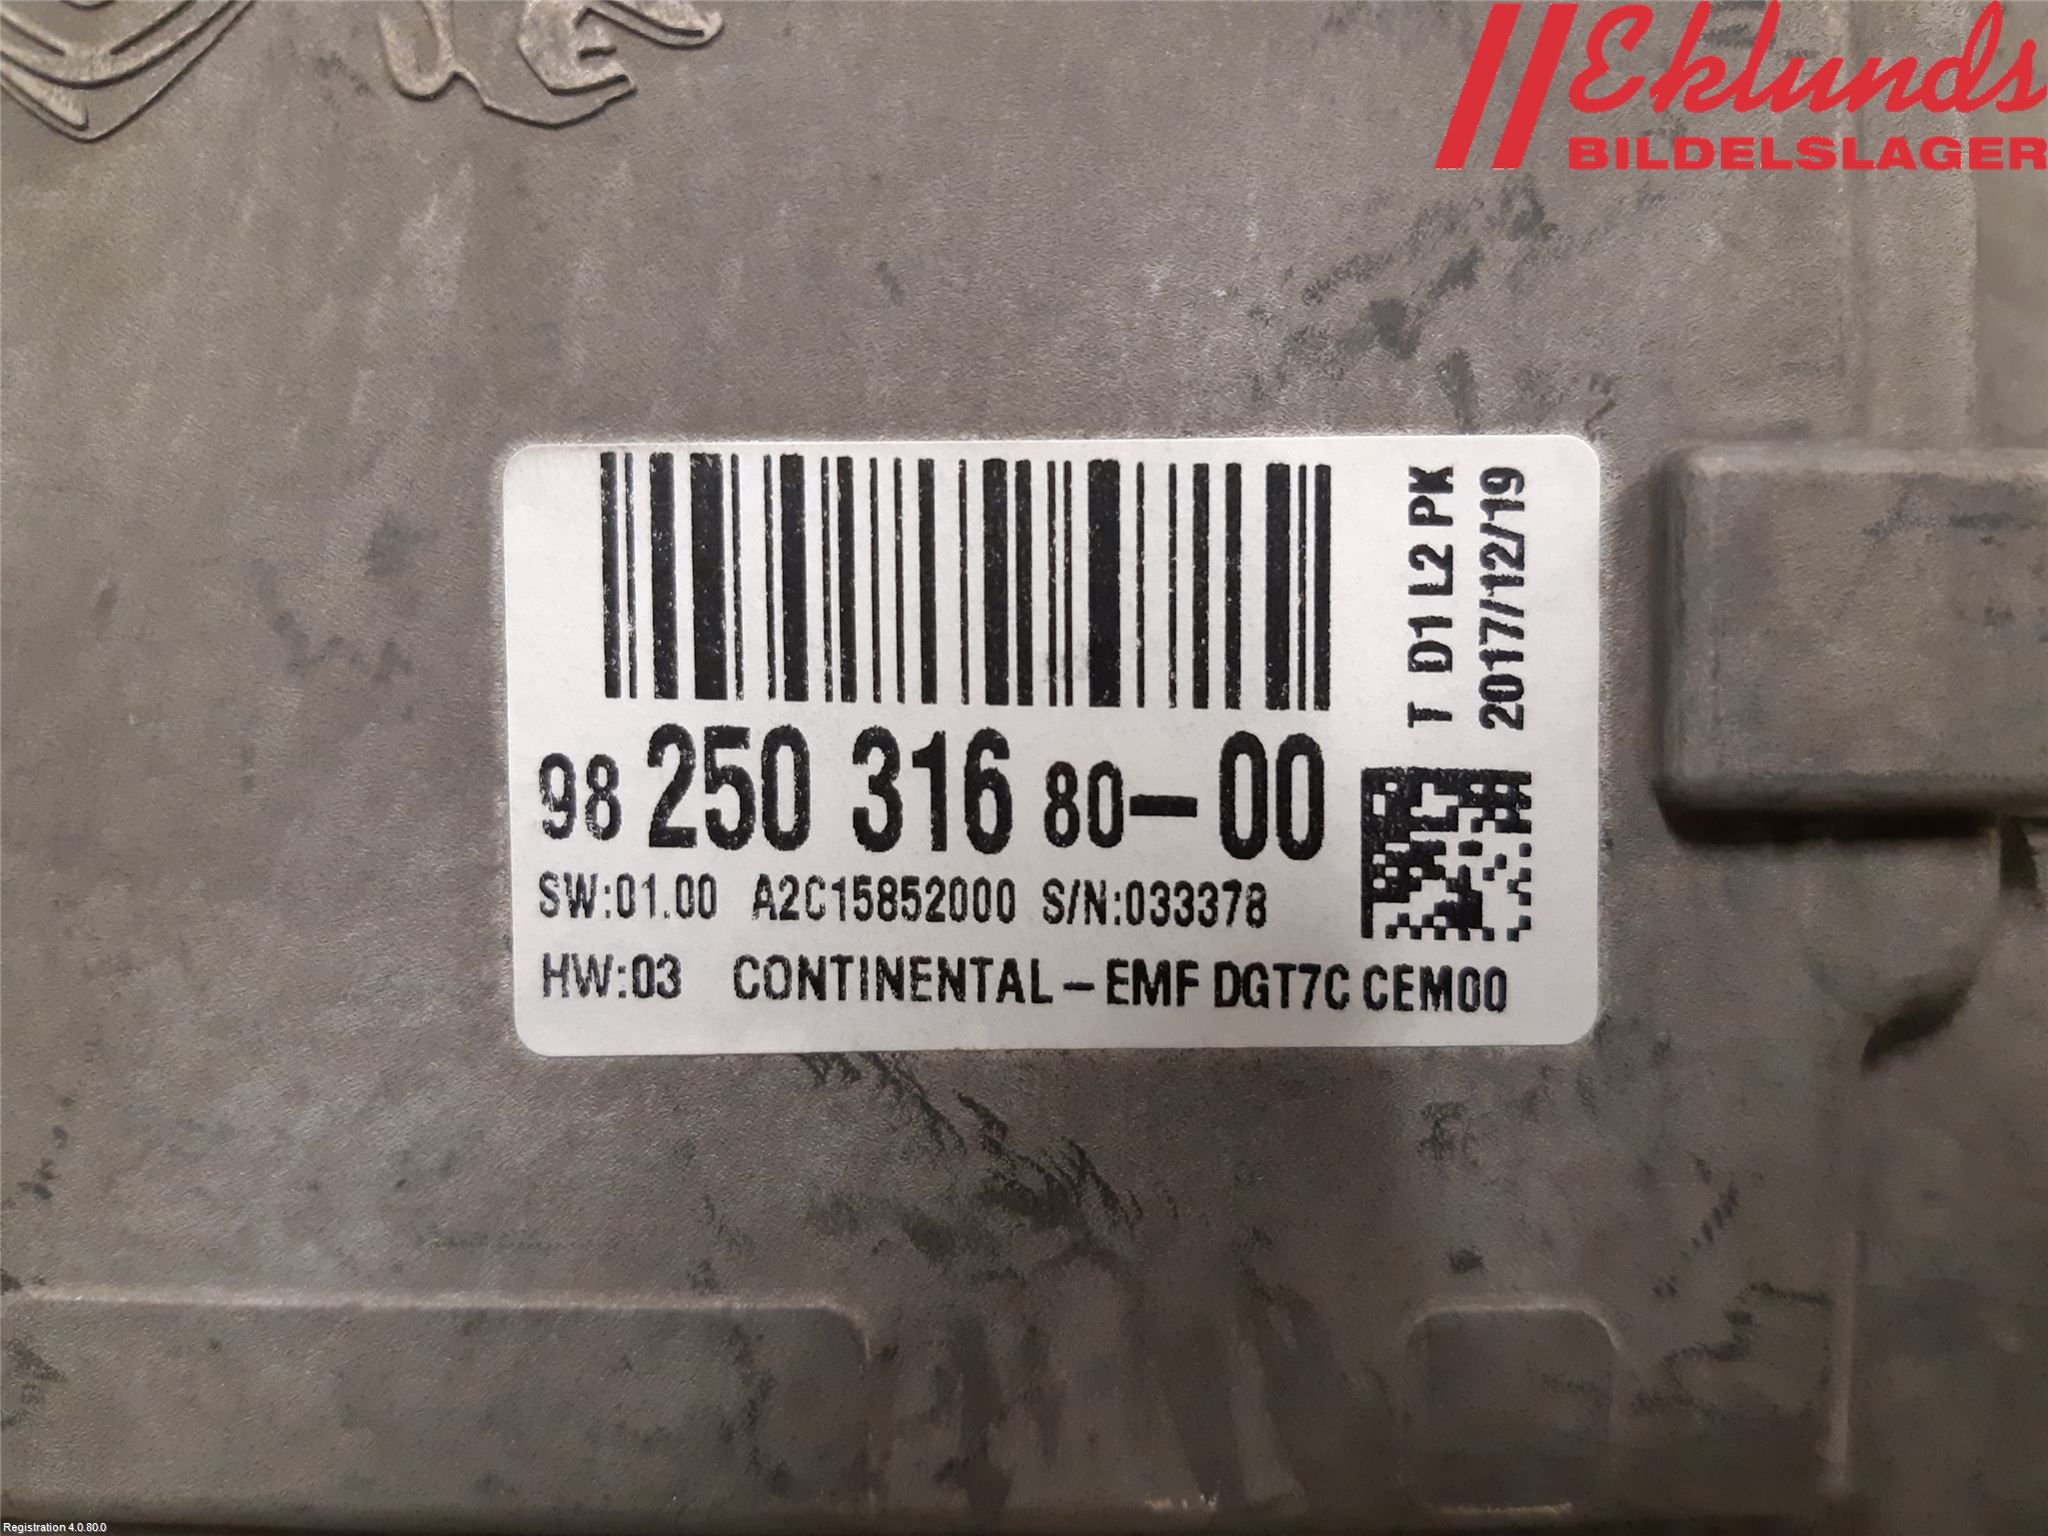 Eklunds
BILDELSLAGER
T D1 L2 PK
2017/12/19
98 250 316 80-00
SW:01.00 A2C15852000 S/N:033378
HW:03 CONTINENTAL-EMF DGT7C CEM00
Registration 4.0.80.0